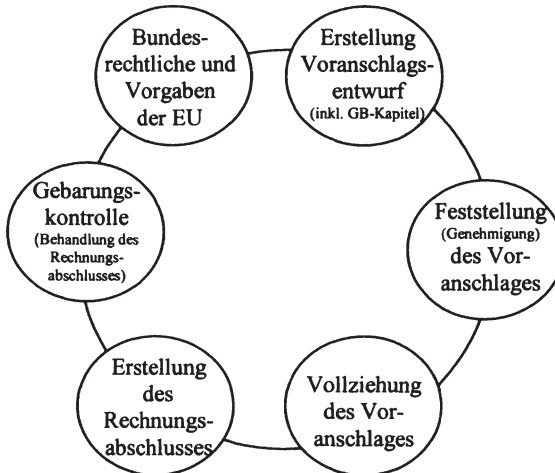 Bundes-
rechtliche und
Vorgaben
der EU
Erstellung
Voranschlags-
entwurf
(inkl. GB-Kapitel)
Feststellung
(Genehmigung)
des Vor-
anschlages
Vollziehung
des Vor-
anschlages
Erstellung
des
Rechnungs-
abschlusses
Gebarungs-
kontrolle
(Behandlung des
Rechnungs-
abschlusses)